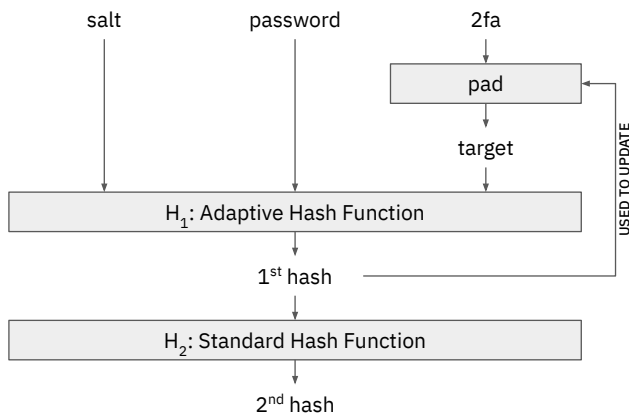 salt password 2fa
pad
target
H₁: Adaptive Hash Function
1ˢᵗ hash
USED TO UPDATE
H₂: Standard Hash Function
2ⁿᵈ hash